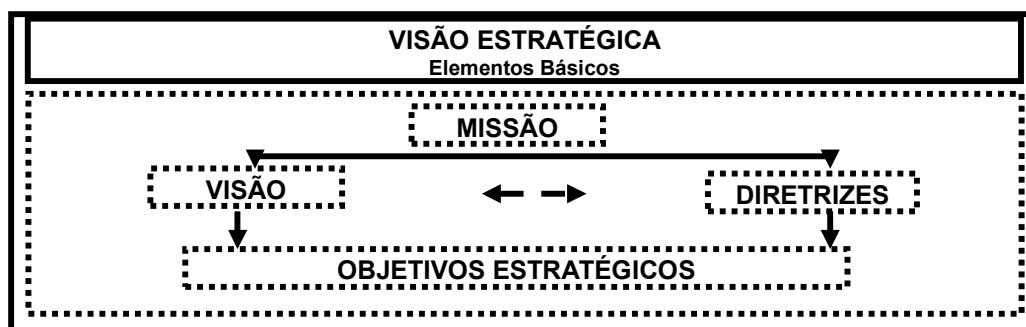 VISÃO ESTRATÉGICA
Elementos Básicos
MISSÃO
VISÃO
DIRETRIZES
OBJETIVOS ESTRATÉGICOS